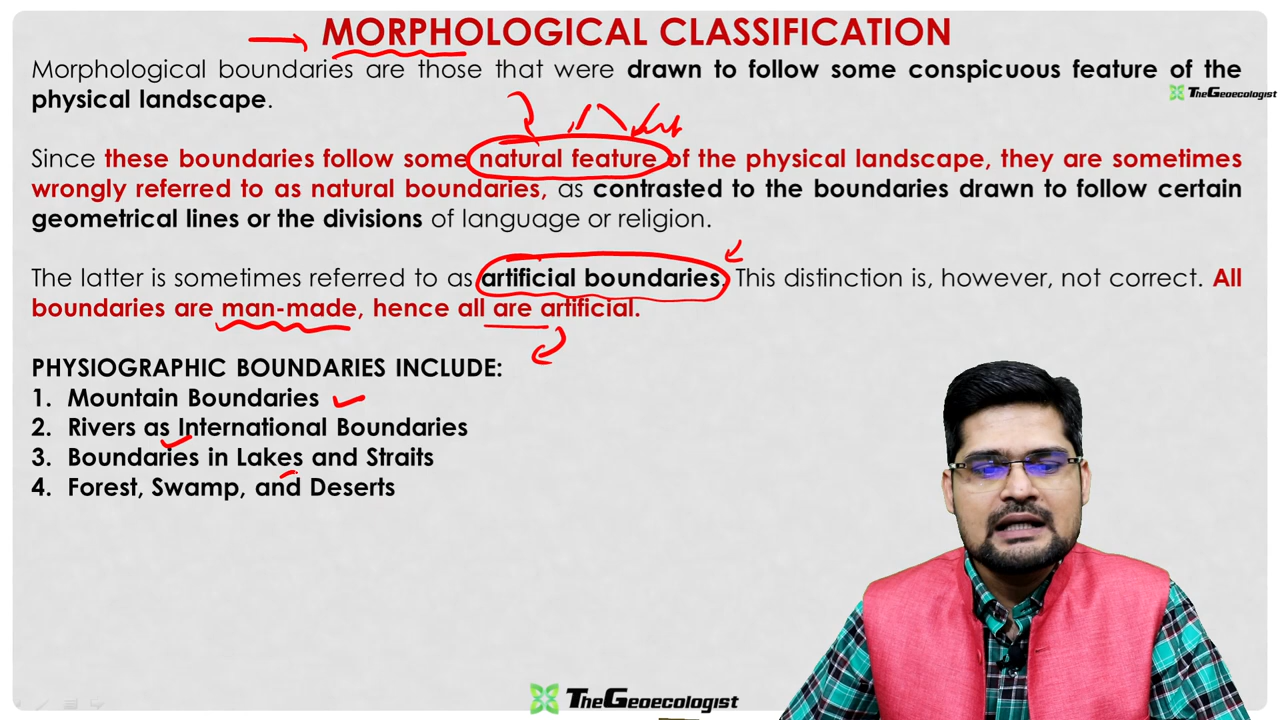 MORPHOLOGICAL CLASSIFICATION
Morphological boundaries are those that were drawn to follow some conspicuous feature of the
physical landscape.
TheGeoecologist
Since these boundaries follow some natural feature of the physical landscape, they are sometimes
wrongly referred to as natural boundaries, as contrasted to the boundaries drawn to follow certain
geometrical lines or the divisions of language or religion.
The latter is sometimes referred to as artificial boundaries. This distinction is, however, not correct. All
boundaries are man-made, hence all are artificial.
PHYSIOGRAPHIC BOUNDARIES INCLUDE:
1. Mountain Boundaries
2. Rivers as International Boundaries
3. Boundaries in Lakes and Straits
4. Forest, Swamp, and Deserts
TheGeoecologist